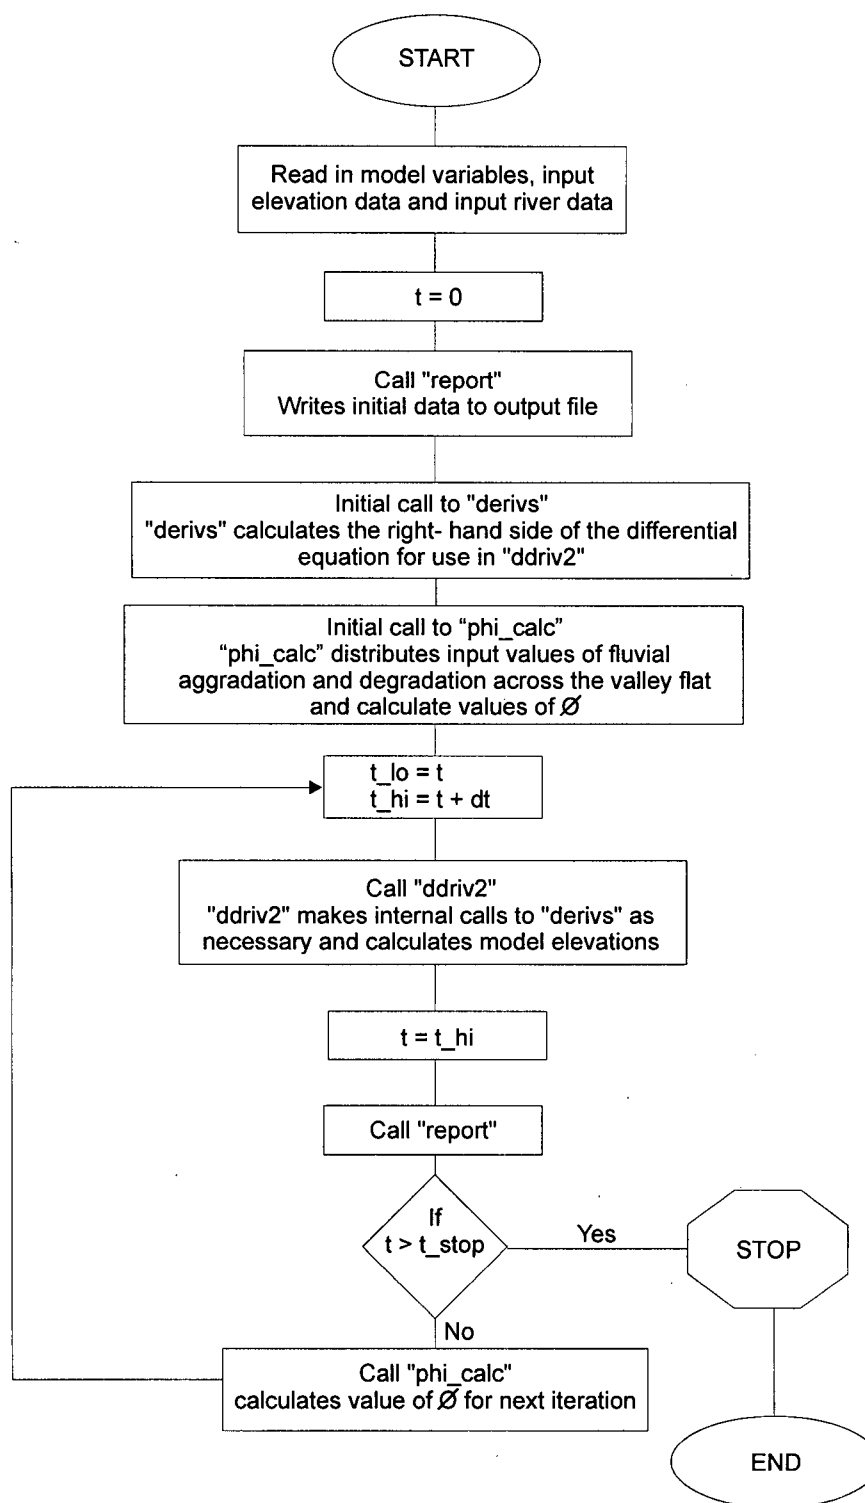 START
Read in model variables, input
elevation data and input river data
t = 0
Call "report"
Writes initial data to output file
Initial call to "derivs"
"derivs" calculates the right- hand side of the differential
equation for use in "ddriv2"
Initial call to “phi_calc”
“phi_calc” distributes input values of fluvial
aggradation and degradation across the valley flat
and calculate values of Ø
t_lo = t
t_hi = t + dt
Call "ddriv2"
"ddriv2" makes internal calls to "derivs" as
necessary and calculates model elevations
t = t_hi
Call "report"
If
t > t_stop
Yes
STOP
No
Call "phi_calc"
calculates value of Ø for next iteration
END